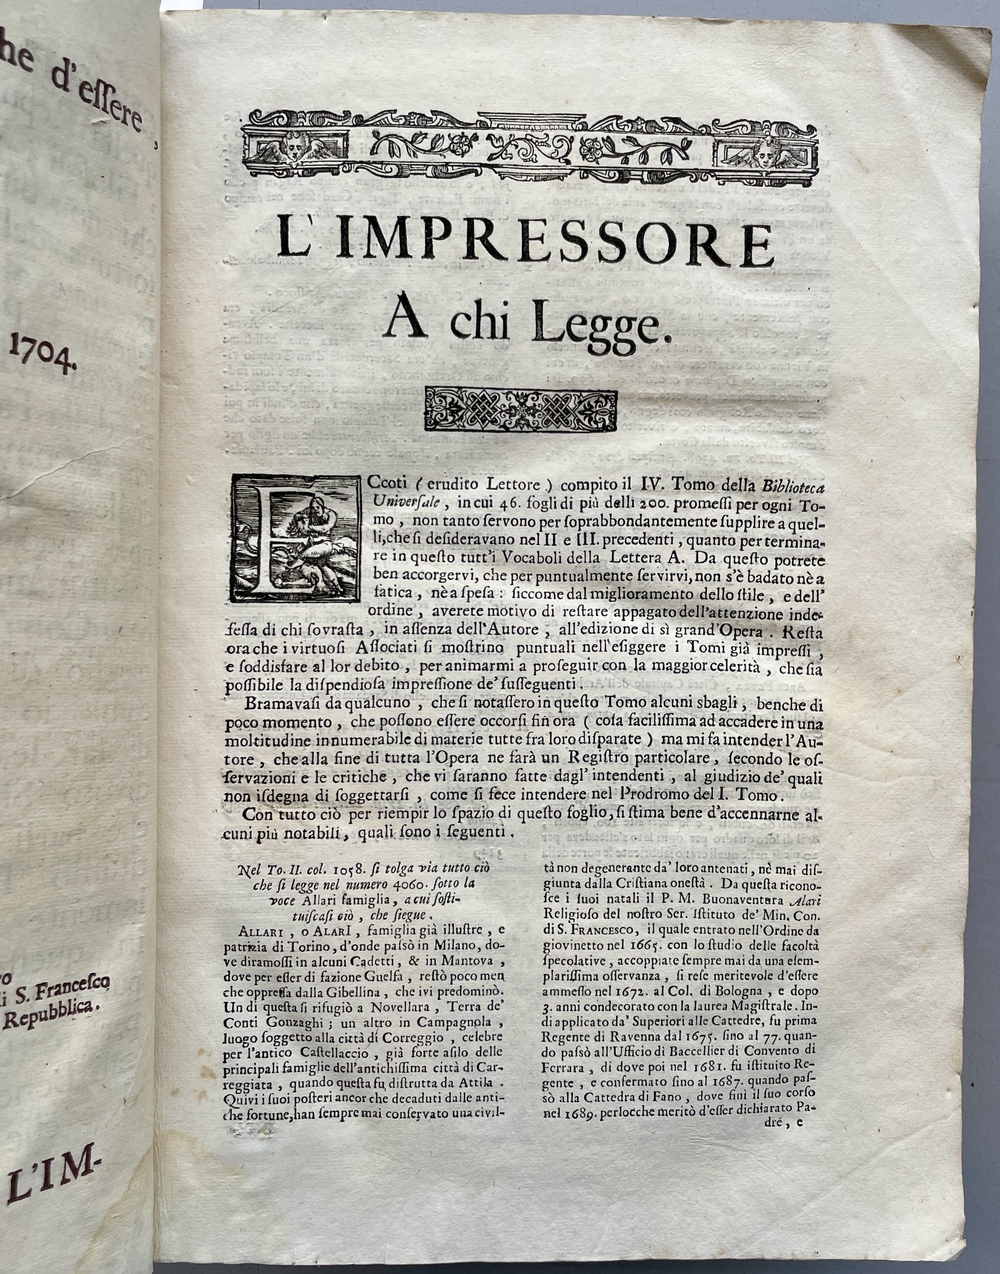 he d'eſſere
1704.
i S. Franceſco
Repubblica.
L'IM-
L'IMPRESSORE
A chi Legge.
ECcoti ( erudito Lettore ) compito il IV. Tomo della Biblioteca
Univerſale , in cui 46. fogli di più delli 200. promeſſi per ogni To-
mo , non tanto ſervono per ſoprabbondantemente ſupplire a quel-
li, che ſi deſideravano nel II e III. precedenti , quanto per termina-
re in queſto tutt'i Vocaboli della Lettera A. Da queſto potrete
ben accorgervi, che per puntualmente ſervirvi, non s'è badato nè a
fatica , nè a ſpeſa : ſiccome dal miglioramento dello ſtile , e dell'
ordine , averete motivo di reſtare appagato dell'attenzione inde-
feſſa di chi ſovraſta , in aſſenza dell'Autore , all'edizione di sì grand'Opera . Reſta
ora che i virtuoſi Aſſociati ſi moſtrino puntuali nell'eſiggere i Tomi già impreſſi ,
e ſoddisfare al lor debito , per animarmi a proſeguir con la maggior celerità , che ſia
poſſibile la diſpendioſa impreſſione de' ſuſſeguenti .
Bramavaſi da qualcuno , che ſi notaſſero in queſto Tomo alcuni sbagli , benche di
poco momento , che poſſono eſſere occorſi fin ora ( coſa faciliſſima ad accadere in una
moltitudine innumerabile di materie tutte fra loro diſparate ) ma mi fa intender l'Au-
tore , che alla fine di tutta l'Opera ne farà un Regiſtro particolare , ſecondo le oſ-
ſervazioni e le critiche , che vi ſaranno fatte dagl' intendenti , al giudizio de' quali
non iſdegna di ſoggettarſi , come ſi fece intendere nel Prodromo del I. Tomo .
Con tutto ciò per riempir lo ſpazio di queſto foglio, ſi ſtima bene d'accennarne al-
cuni più notabili , quali ſono i ſeguenti .
Nel To. II. col. 1058. ſi tolga via tutto ciò
che ſi legge nel numero 4060. ſotto la
voce Allari famiglia , a cui ſoſti-
tuiſcaſi ciò , che ſiegue .
ALLARI , o ALARI , famiglia già illuſtre , e
patrizia di Torino, d'onde paſsò in Milano, do-
ve diramoſſi in alcuni Cadetti , & in Mantova ,
dove per eſſer di fazione Guelfa , reſtò poco men
che oppreſſa dalla Gibellina , che ivi predominò.
Un di queſta ſi rifugiò a Novellara , Terra de'
Conti Gonzaghi ; un altro in Campagnola ,
luogo ſoggetto alla città di Correggio , celebre
per l'antico Caſtellaccio , già forte aſilo delle
principali famiglie dell'antichiſſima città di Car-
reggiata , quando queſta fu diſtrutta da Attila .
Quivi i ſuoi poſteri ancor che decaduti dalle anti-
che fortune, han ſempre mai conſervato una civil-
tà non degenerante da' loro antenati , nè mai diſ-
giunta dalla Criſtiana oneſtà . Da queſta ricono-
ſce i ſuoi natali il P. M. Buonaventura Alari
Religioſo del noſtro Ser. Iſtituto de' Min. Con.
di S. FRANCESCO, il quale entrato nell'Ordine da
giovinetto nel 1665. con lo ſtudio delle facoltà
ſpecolative , accoppiate ſempre mai da una eſem-
plariſſima oſſervanza , ſi reſe meritevole d'eſſere
ammeſſo nel 1672. al Col. di Bologna , e dopo
3. anni condecorato con la laurea Magiſtrale . In-
di applicato da' Superiori alle Cattedre, fu prima
Regente di Ravenna dal 1675. ſino al 77. quan-
do paſsò all'Ufficio di Baccellier di Convento di
Ferrara , di dove poi nel 1681. fu iſtituito Re-
gente , e confermato ſino al 1687. quando paſ-
sò alla Cattedra di Fano , dove finì il ſuo corſo
nel 1689. perlocche meritò d'eſſer dichiarato Pa-
dre , e